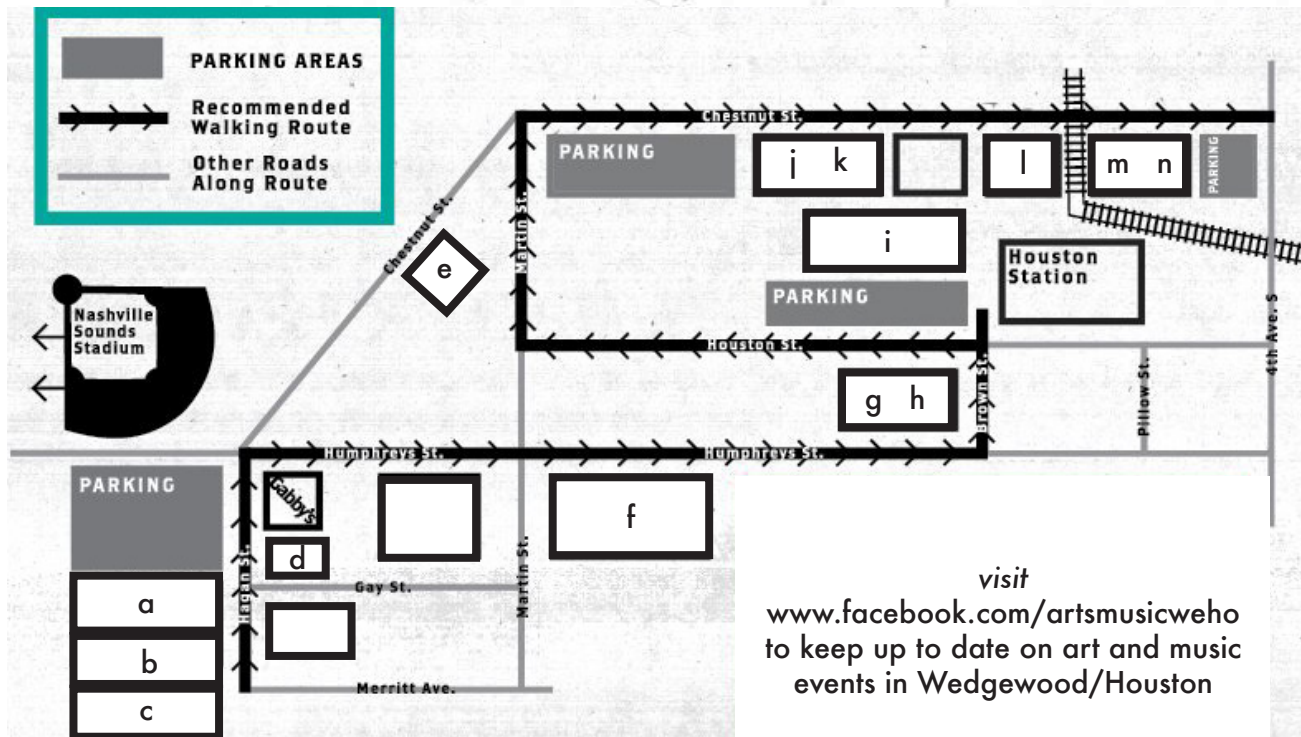 PARKING AREAS
Recommended
Walking Route
Other Roads
Along Route
Chestnut St.
PARKING
j k
l
m n
PARKING
Chestnut St.
Martin St.
e
i
Houston
Station
PARKING
Nashville
Sounds
Stadium
Houston St.
4th Ave. S
g h
Brown St.
Pillow St.
Humphreys St.
Humphreys St.
PARKING
Gabby's
f
d
Hagan St.
Gay St.
Martin St.
a
b
c
Merritt Ave.
visit
www.facebook.com/artsmusicweho
to keep up to date on art and music
events in Wedgewood/Houston